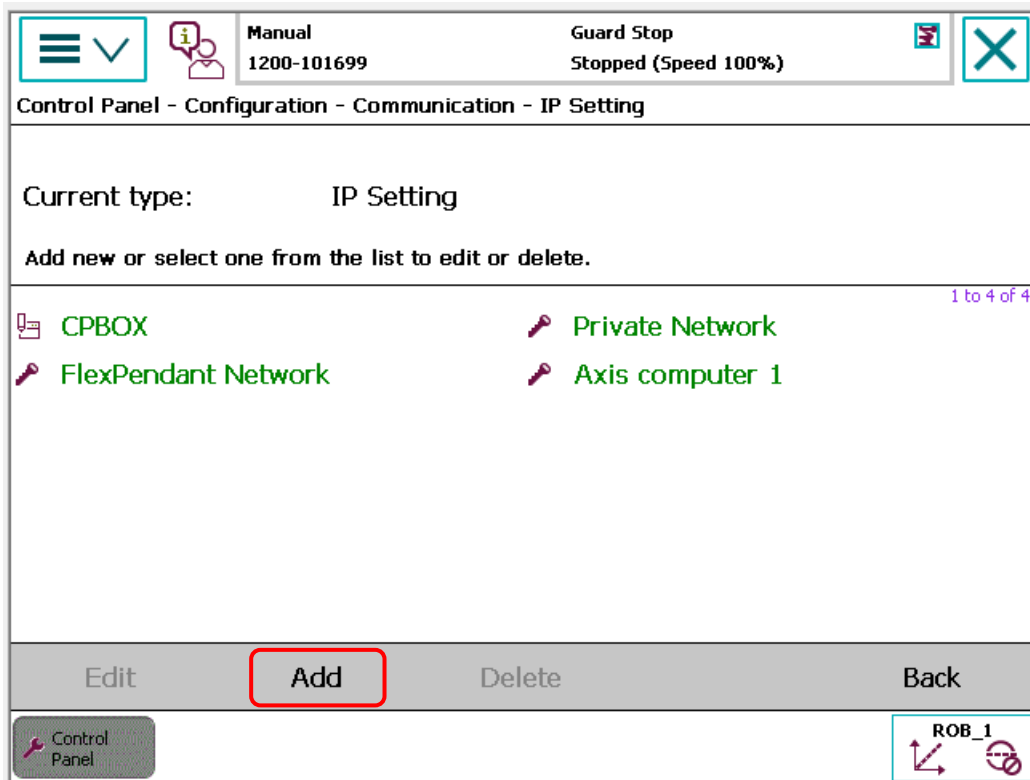 Manual
1200-101699
Guard Stop
Stopped (Speed 100%)
Control Panel - Configuration - Communication - IP Setting
Current type: IP Setting
Add new or select one from the list to edit or delete.
1 to 4 of 4
CPBOX
Private Network
FlexPendant Network
Axis computer 1
Edit Add Delete Back
Control
Panel
ROB_1